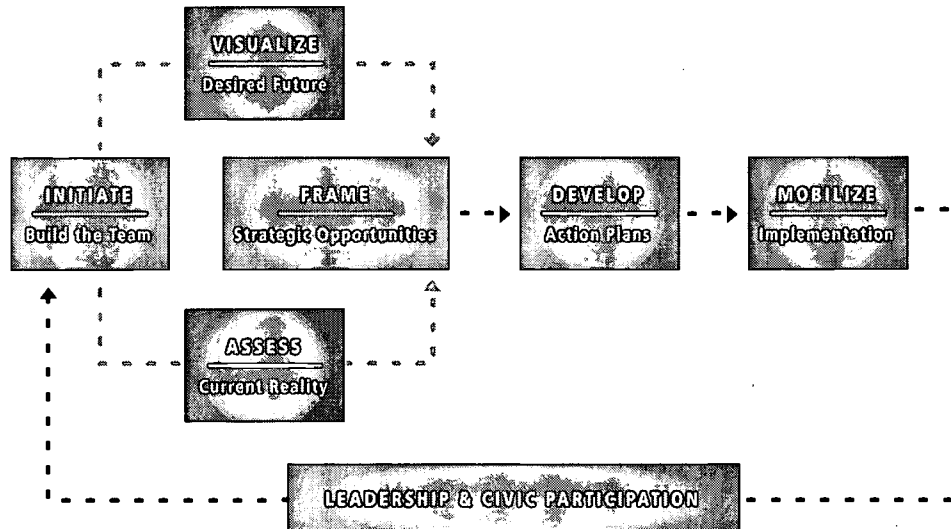 VISUALIZE
Desired Future
INITIATE
Build the Team
FRAME
Strategic Opportunities
DEVELOP
Action Plans
MOBILIZE
Implementation
ASSESS
Current Reality
LEADERSHIP & CIVIC PARTICIPATION